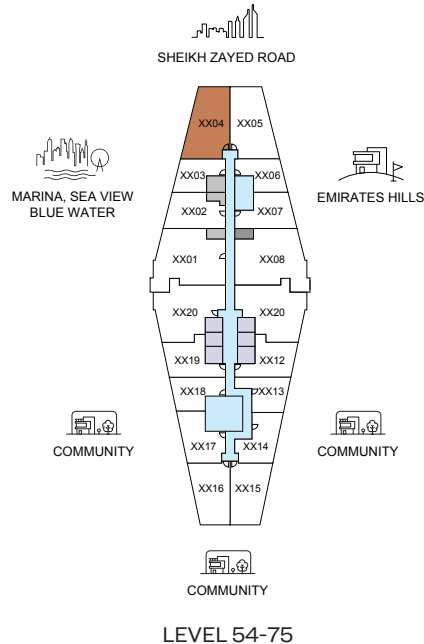 SHEIKH ZAYED ROAD
XX04 XX05
MARINA, SEA VIEW
BLUE WATER
XX03 XX06
EMIRATES HILLS
XX02 XX07
XX01 XX08
XX20 XX20
XX19 XX12
XX18 XX13
COMMUNITY
XX17 XX14
COMMUNITY
XX16 XX15
COMMUNITY
LEVEL 54-75